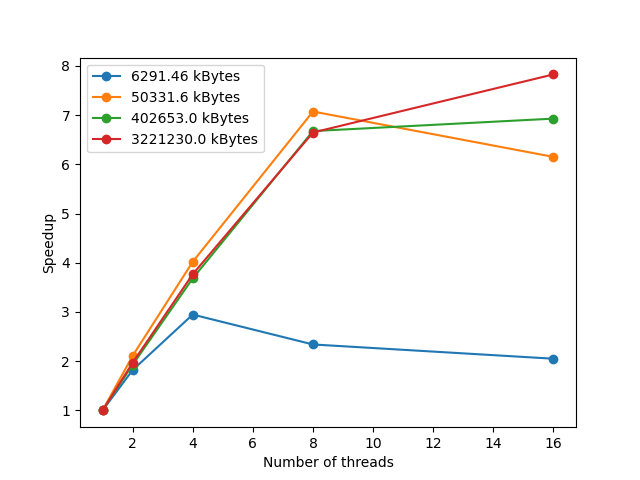 6291.46 kBytes
50331.6 kBytes
402653.0 kBytes
3221230.0 kBytes
8
7
6
5
4
3
2
1
Speedup
2 4 6 8 10 12 14 16
Number of threads